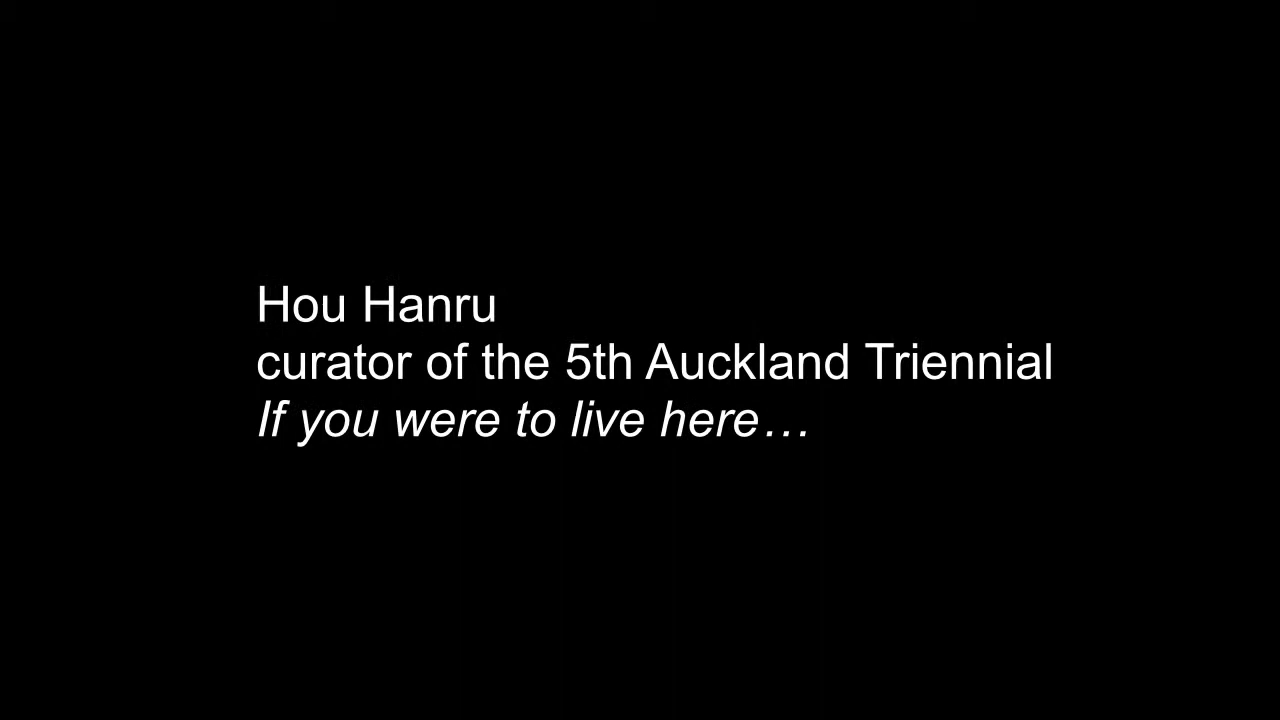 Hou Hanru
curator of the 5th Auckland Triennial
If you were to live here…